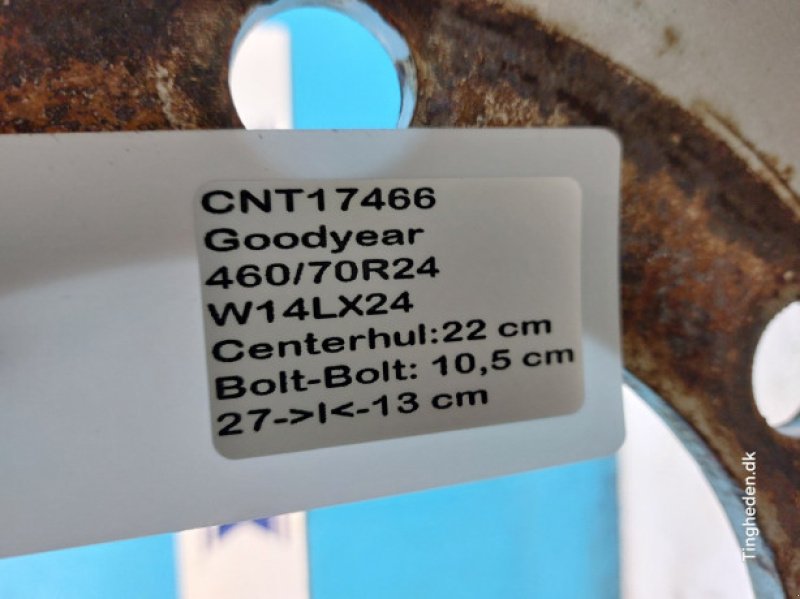 CNT17466
Goodyear
460/70R24
W14LX24
Centerhul:22 cm
Bolt-Bolt: 10,5 cm
27->I<-13 cm
Tingheden.dk